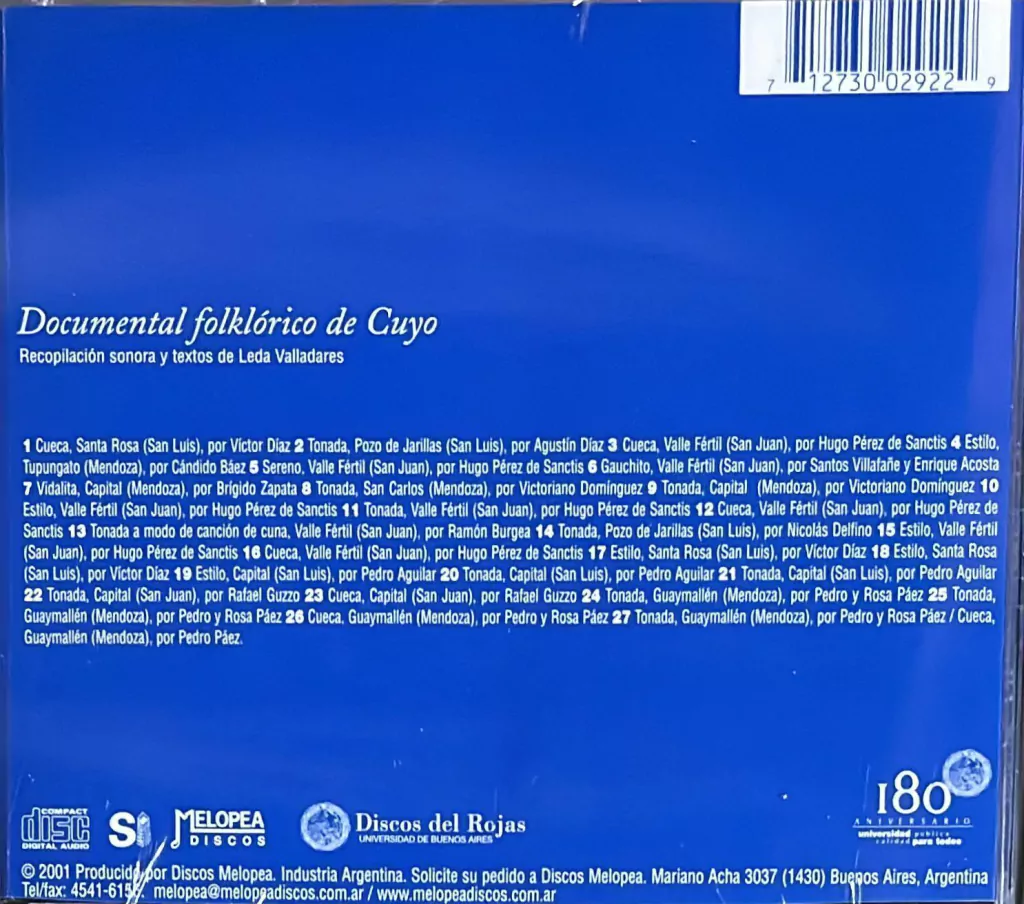 7 12730 02922 9
Documental folklórico de Cuyo
Recopilación sonora y textos de Leda Valladares
1 Cueca, Santa Rosa (San Luis), por Víctor Díaz 2 Tonada, Pozo de Jarillas (San Luis), por Agustín Díaz 3 Cueca, Valle Fértil (San Juan), por Hugo Pérez de Sanctis 4 Estilo,
Tupungato (Mendoza), por Cándido Báez 5 Sereno, Valle Fértil (San Juan), por Hugo Pérez de Sanctis 6 Gauchito, Valle Fértil (San Juan), por Santos Villafañe y Enrique Acosta
7 Vidalita, Capital (Mendoza), por Brígido Zapata 8 Tonada, San Carlos (Mendoza), por Victoriano Domínguez 9 Tonada, Capital (Mendoza), por Victoriano Domínguez 10
Estilo, Valle Fértil (San Juan), por Hugo Pérez de Sanctis 11 Tonada, Valle Fértil (San Juan), por Hugo Pérez de Sanctis 12 Cueca, Valle Fértil (San Juan), por Hugo Pérez de
Sanctis 13 Tonada a modo de canción de cuna, Valle Fértil (San Juan), por Ramón Burgea 14 Tonada, Pozo de Jarillas (San Luis), por Nicolás Delfino 15 Estilo, Valle Fértil
(San Juan), por Hugo Pérez de Sanctis 16 Cueca, Valle Fértil (San Juan), por Hugo Pérez de Sanctis 17 Estilo, Santa Rosa (San Luis), por Víctor Díaz 18 Estilo, Santa Rosa
(San Luis), por Víctor Díaz 19 Estilo, Capital (San Luis), por Pedro Aguilar 20 Tonada, Capital (San Luis), por Pedro Aguilar 21 Tonada, Capital (San Luis), por Pedro Aguilar
22 Tonada, Capital (San Juan), por Rafael Guzzo 23 Cueca, Capital (San Juan), por Rafael Guzzo 24 Tonada, Guaymallén (Mendoza), por Pedro y Rosa Páez 25 Tonada,
Guaymallén (Mendoza), por Pedro y Rosa Páez 26 Cueca, Guaymallén (Mendoza), por Pedro y Rosa Páez 27 Tonada, Guaymallén (Mendoza), por Pedro y Rosa Páez / Cueca,
Guaymallén (Mendoza), por Pedro Páez.
180
ANIVERSARIO
universidad pública
calidad para todos
COMPACT
disc
DIGITAL AUDIO
S
MELOPEA
DISCOS
Discos del Rojas
UNIVERSIDAD DE BUENOS AIRES
© 2001 Producido por Discos Melopea. Industria Argentina. Solicite su pedido a Discos Melopea. Mariano Acha 3037 (1430) Buenos Aires, Argentina
Tel/fax: melopea@melopeadiscos.com.ar / www.melopeadiscos.com.ar